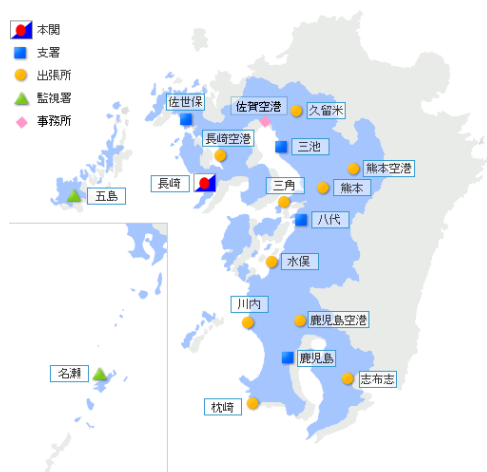 本関
支署
出張所
監視署
事務所
佐世保
佐賀空港
久留米
長崎空港
三池
熊本空港
長崎
三角
熊本
五島
八代
水俣
川内
鹿児島空港
鹿児島
名瀬
志布志
枕崎